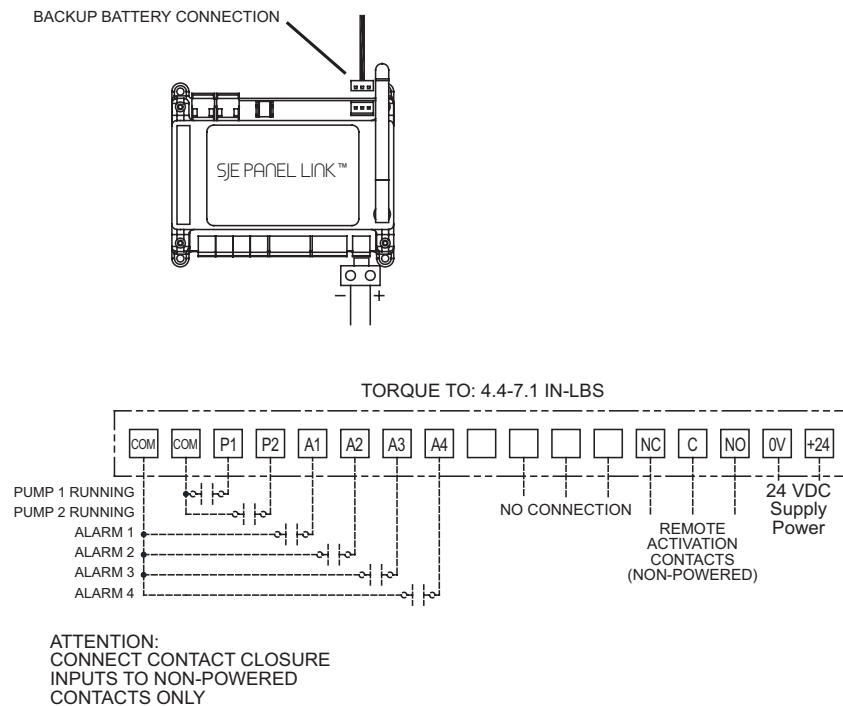 BACKUP BATTERY CONNECTION
SJE PANEL LINK™
- +
TORQUE TO: 4.4-7.1 IN-LBS
COM COM P1 P2 A1 A2 A3 A4 NC C NO 0V +24
PUMP 1 RUNNING
PUMP 2 RUNNING
ALARM 1
ALARM 2
ALARM 3
ALARM 4
NO CONNECTION
REMOTE
ACTIVATION
CONTACTS
(NON-POWERED)
24 VDC
Supply
Power
ATTENTION:
CONNECT CONTACT CLOSURE
INPUTS TO NON-POWERED
CONTACTS ONLY